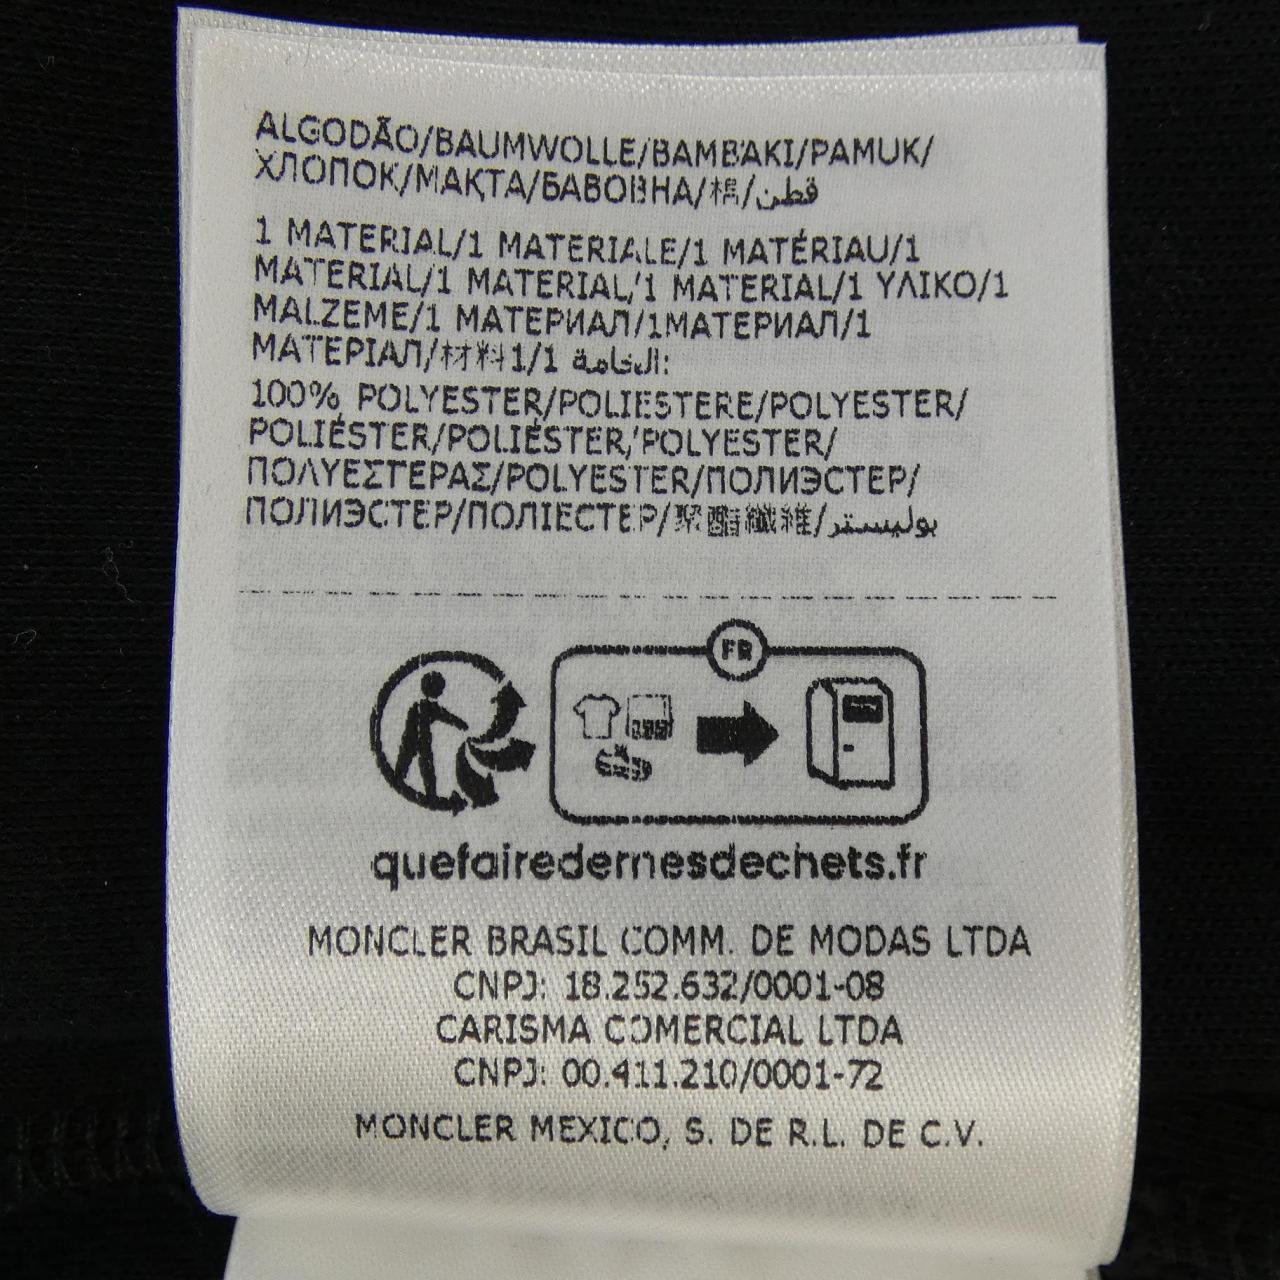 ALGODÃO/BAUMWOLLE/BAMBAKI/PAMUK/
ХЛОПОК/МАҚТА/БАВОВНА/棉/قطن
1 MATERIAL/1 MATERIALE/1 MATÉRIAU/1
MATERIAL/1 MATERIAL/1 MATERIAL/1 ΥΛΙΚΟ/1
MALZEME/1 МАТЕРИАЛ/1МАТЕРИАЛ/1
МАТЕРІАЛ/材料1/1 الخامة:
100% POLYESTER/POLIESTERE/POLYESTER/
POLIÉSTER/POLIÉSTER/POLYESTER/
ΠΟΛΥΕΣΤΕΡΑΣ/POLYESTER/ПОЛИЭСТЕР/
ПОЛИЭСТЕР/ПОЛІЕСТЕР/聚酯纖維/بوليستر
FR
quefairedemesdechets.fr
MONCLER BRASIL COMM. DE MODAS LTDA
CNPJ: 18.252.632/0001-08
CARISMA COMERCIAL LTDA
CNPJ: 00.411.210/0001-72
MONCLER MEXICO, S. DE R.L. DE C.V.